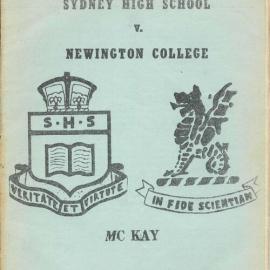 SYDNEY HIGH SCHOOL
v.
NEWINGTON COLLEGE
S·H·S
VERITATE ET VIRTUTE
IN FIDE SCIENTIAM
MC KAY